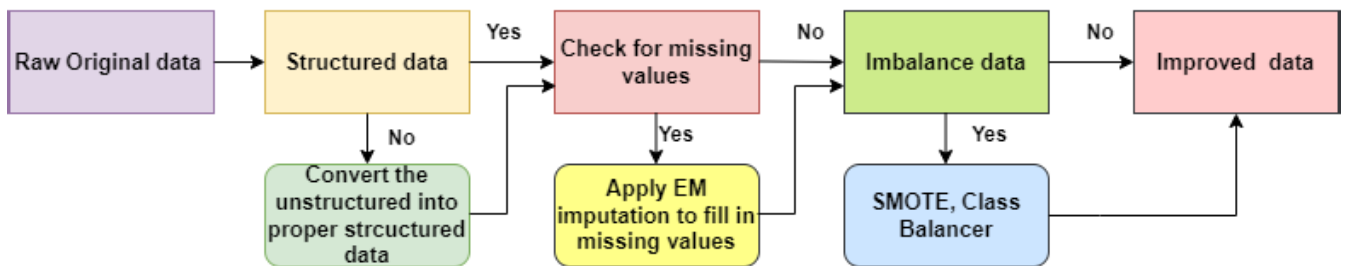 Raw Original data
Structured data
Yes
Check for missing
values
No
Imbalance data
No
Improved data
No
Convert the
unstructured into
proper strcuctured
data
Yes
Apply EM
imputation to fill in
missing values
Yes
SMOTE, Class
Balancer